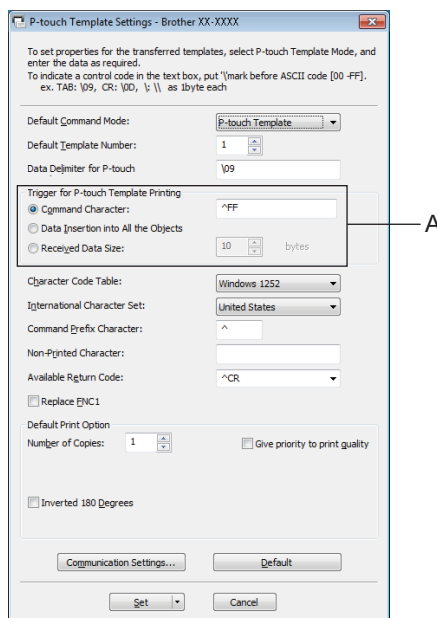 P-touch Template Settings - Brother XX-XXXX
To set properties for the transferred templates, select P-touch Template Mode, and
enter the data as required.
To indicate a control code in the text box, put '\'mark before ASCII code [00 -FF].
ex. TAB: \09, CR: \0D, \; \\ as 1byte
each
Default Command Mode: P-touch Template
Default Template Number: 1
Data Delimiter for P-touch \09
Trigger for P-touch Template Printing
Command Character: ^FF
A
Data Insertion into All the Objects
Received Data Size: 10 bytes
Character Code Table: Windows 1252
International Character Set: United States
Command Prefix Character: ^
Non-Printed Character:
Available Return Code: ^CR
Replace FNC1
Default Print Option
Number of Copies: 1 Give priority to print quality
Inverted 180 Degrees
Communication Settings... Default
Set Cancel